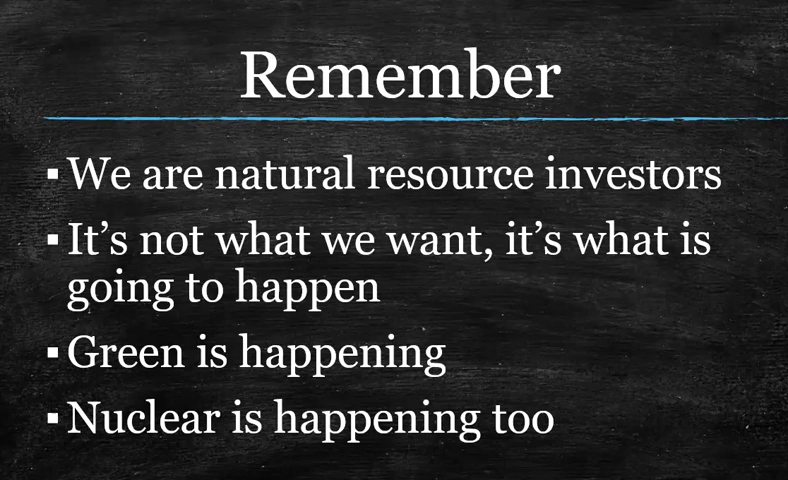 Remember
▪ We are natural resource investors
▪ It’s not what we want, it’s what is
going to happen
▪ Green is happening
▪ Nuclear is happening too